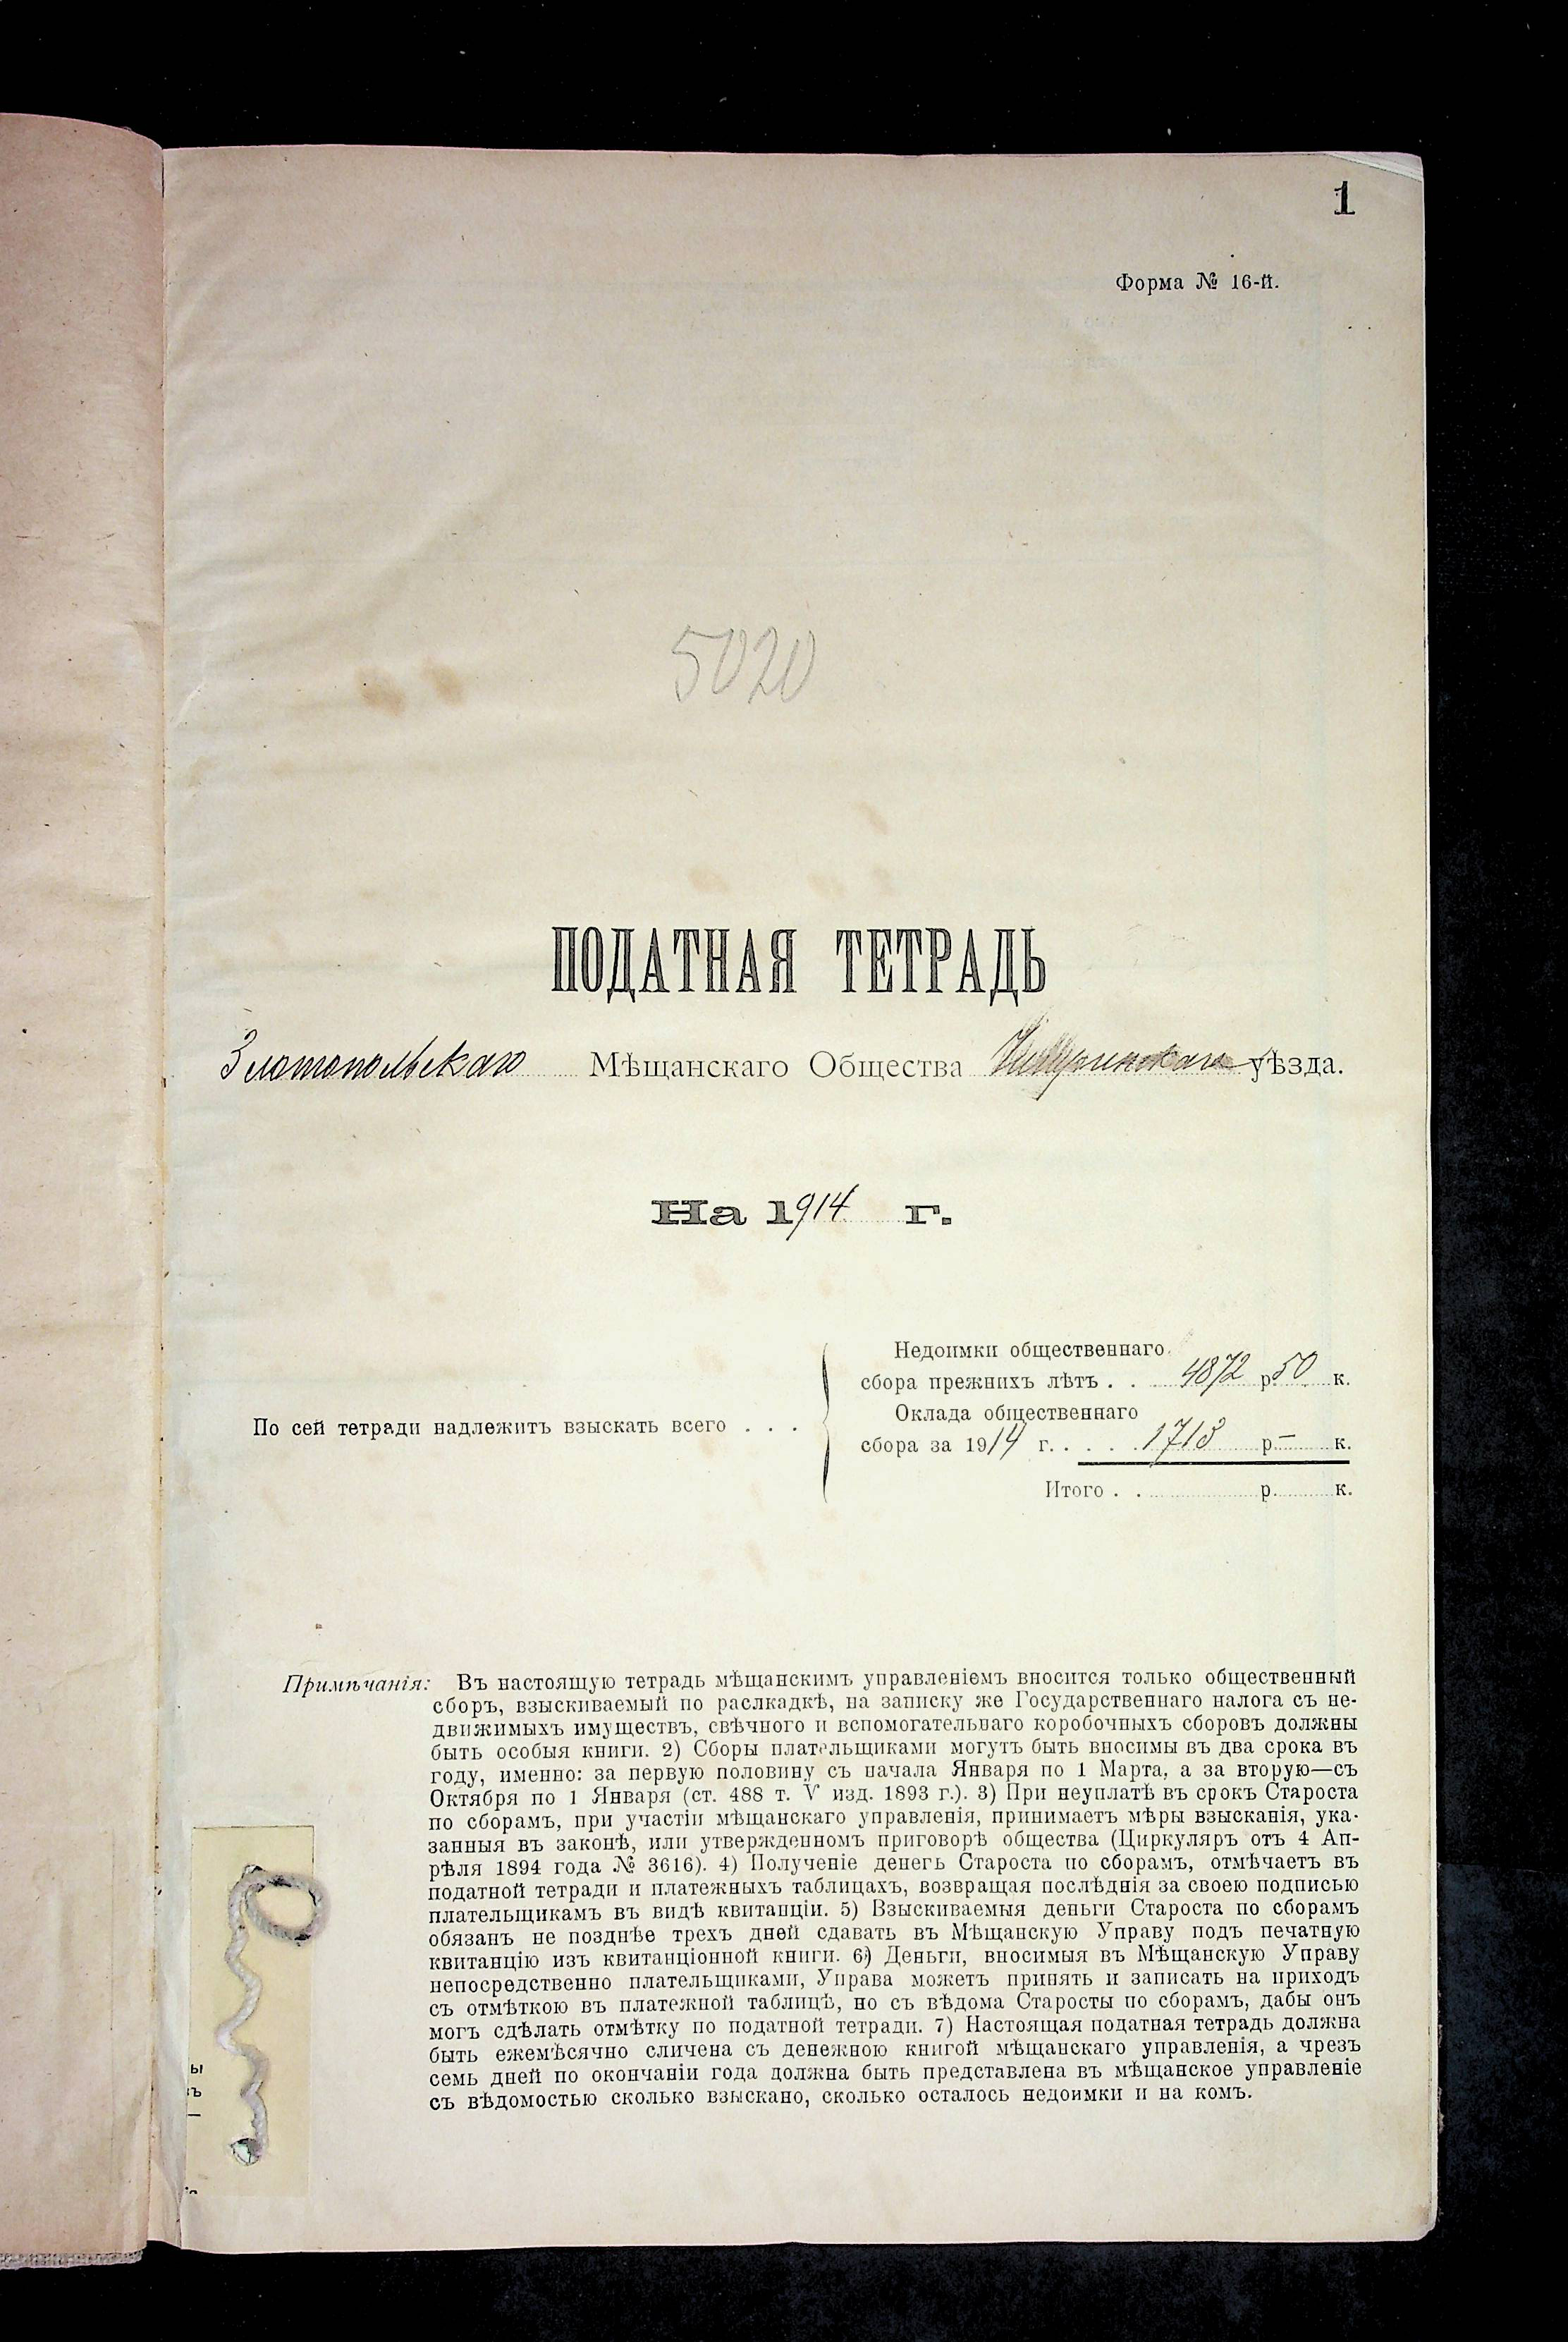 1
Форма № 16-й.
5020
ПОДАТНАЯ ТЕТРАДЬ
Златопольскаго Мѣщанскаго Общества Чигиринскаго уѣзда.
На 1914 г.
Недоимки общественнаго
сбора прежнихъ лѣтъ . . 4872 р. 50 к.
Оклада общественнаго
По сей тетради надлежитъ взыскать всего . . .
сбора за 1914 г. . . . . 1713 р. — к.
Итого . . р. к.
Примѣчанія: Въ настоящую тетрадь мѣщанскимъ управленіемъ вносится только общественный
сборъ, взыскиваемый по раслкадкѣ, на записку же Государственнаго налога съ не-
движимыхъ имуществъ, свѣчного и вспомогательнаго коробочныхъ сборовъ должны
быть особыя книги. 2) Сборы плательщиками могутъ быть вносимы въ два срока въ
году, именно: за первую половину съ начала Января по 1 Марта, а за вторую—съ
Октября по 1 Января (ст. 488 т. V изд. 1893 г.). 3) При неуплатѣ въ срокъ Староста
по сборамъ, при участіи мѣщанскаго управленія, принимаетъ мѣры взысканія, ука-
занныя въ законѣ, или утвержденномъ приговорѣ общества (Циркуляръ отъ 4 Ап-
рѣля 1894 года № 3616). 4) Полученіе денегъ Староста по сборамъ, отмѣчаетъ въ
податной тетради и платежныхъ таблицахъ, возвращая послѣднія за своею подписью
плательщикамъ въ видѣ квитанціи. 5) Взыскиваемыя деньги Староста по сборамъ
обязанъ не позднѣе трехъ дней сдавать въ Мѣщанскую Управу подъ печатную
квитанцію изъ квитанціонной книги. 6) Деньги, вносимыя въ Мѣщанскую Управу
непосредственно плательщиками, Управа можетъ принять и записать на приходъ
съ отмѣткою въ платежной таблицѣ, но съ вѣдома Старосты по сборамъ, дабы онъ
могъ сдѣлать отмѣтку по податной тетради. 7) Настоящая податная тетрадь должна
быть ежемѣсячно сличена съ денежною книгой мѣщанскаго управленія, а чрезъ
семь дней по окончаніи года должна быть представлена въ мѣщанское управленіе
съ вѣдомостью сколько взыскано, сколько осталось недоимки и на комъ.